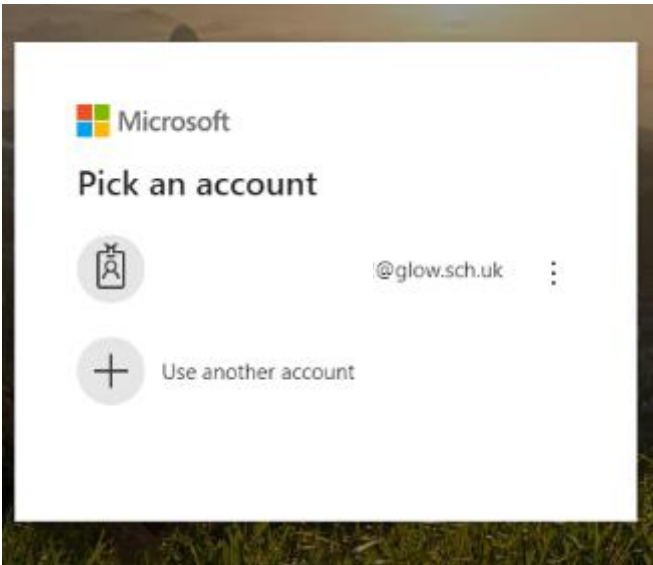 Microsoft
Pick an account
@glow.sch.uk
Use another account